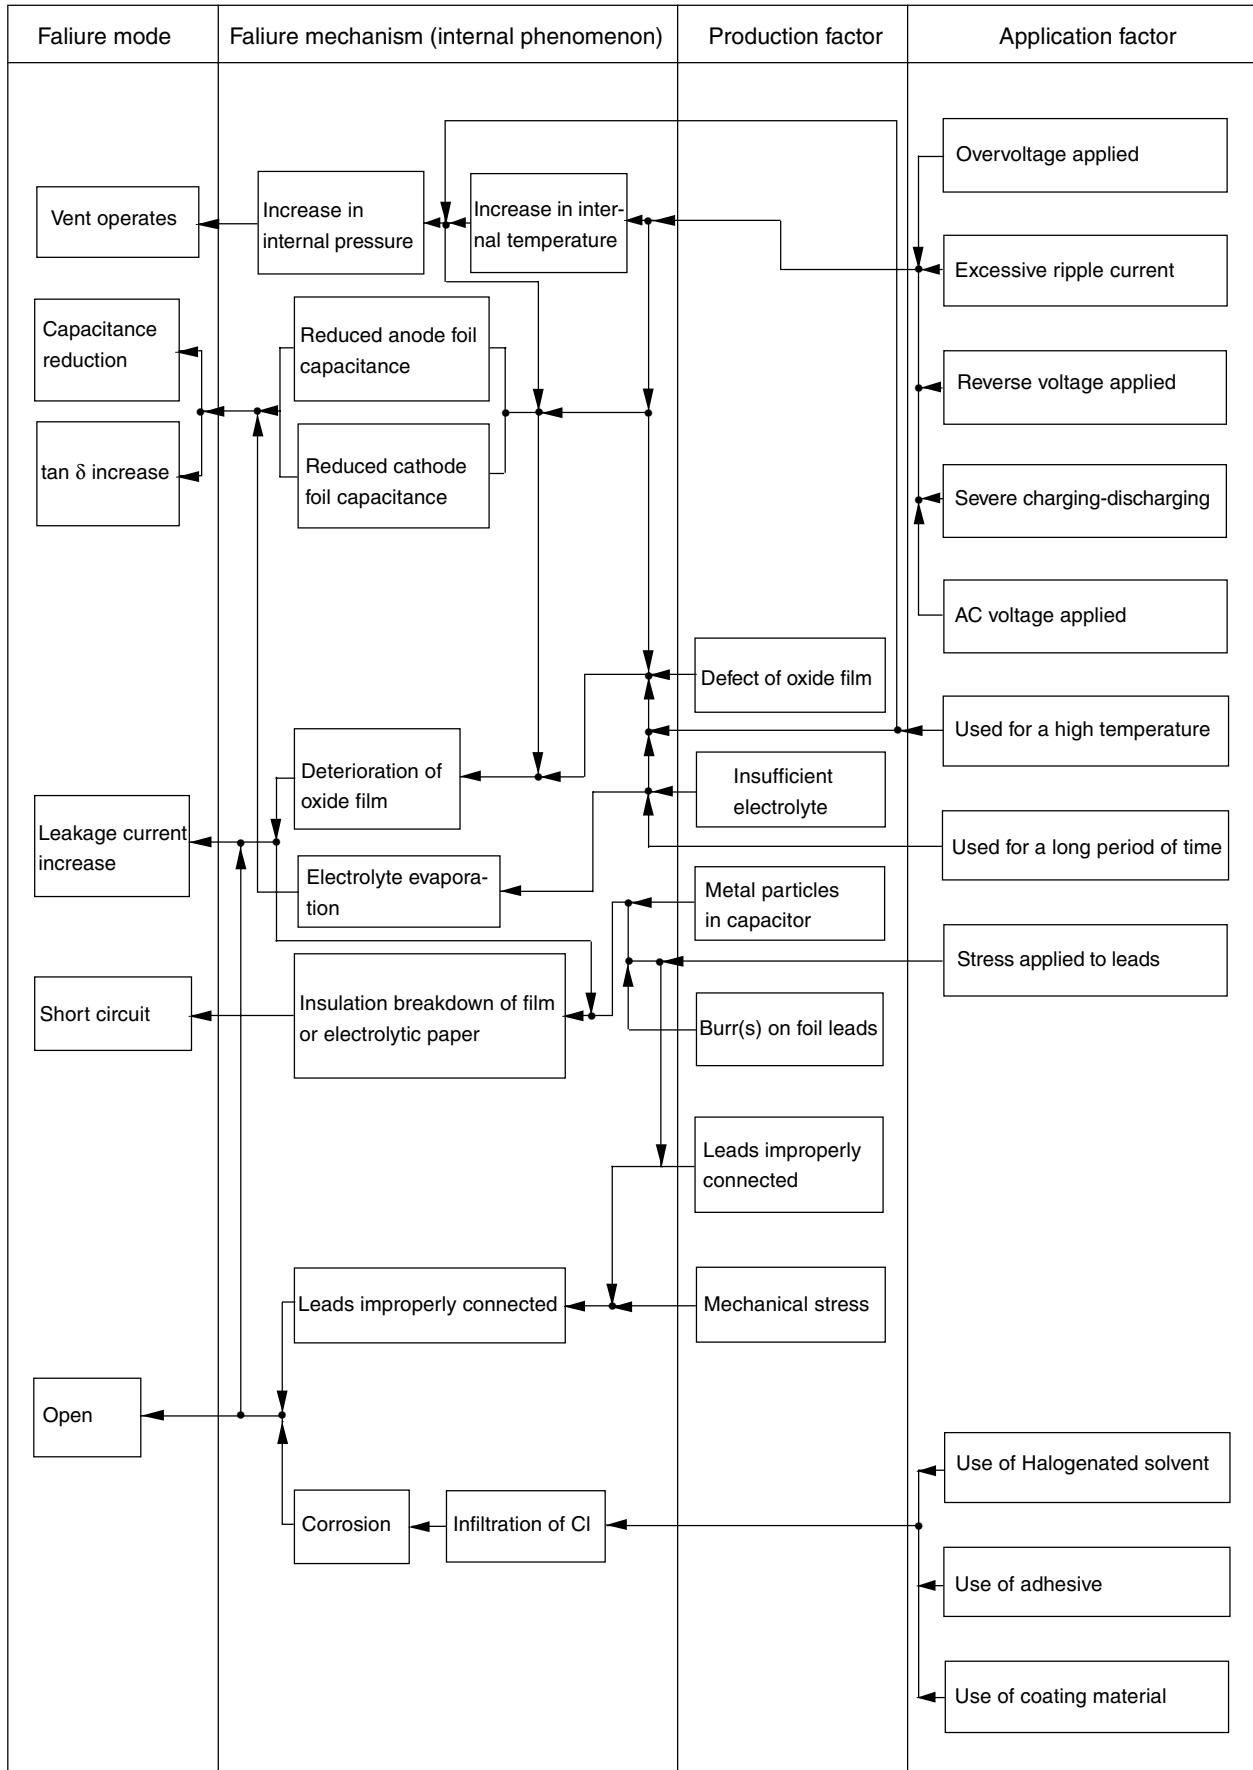 Faliure mode
Faliure mechanism (internal phenomenon)
Production factor
Application factor
Overvoltage applied
Vent operates
Increase in
internal pressure
Increase in inter-
nal temperature
Excessive ripple current
Capacitance
reduction
Reduced anode foil
capacitance
Reverse voltage applied
tan δ increase
Reduced cathode
foil capacitance
Severe charging-discharging
AC voltage applied
Defect of oxide film
Used for a high temperature
Deterioration of
oxide film
Insufficient
electrolyte
Leakage current
increase
Used for a long period of time
Electrolyte evapora-
tion
Metal particles
in capacitor
Stress applied to leads
Short circuit
Insulation breakdown of film
or electrolytic paper
Burr(s) on foil leads
Leads improperly
connected
Leads improperly connected
Mechanical stress
Open
Use of Halogenated solvent
Corrosion
Infiltration of Cl
Use of adhesive
Use of coating material